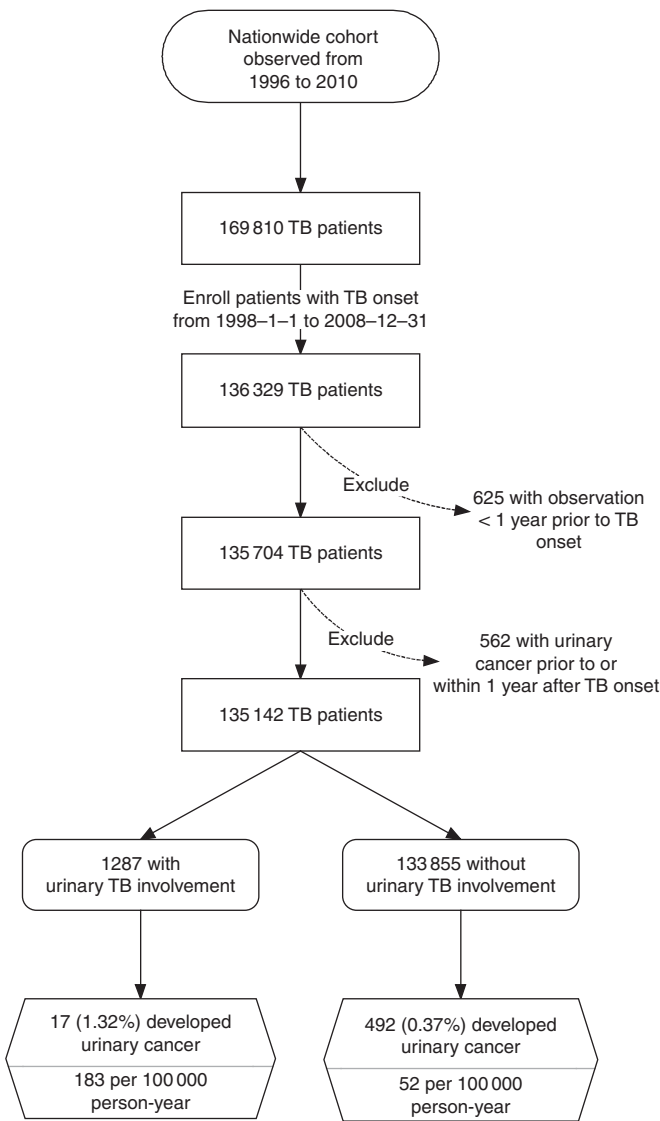 Nationwide cohort
observed from
1996 to 2010
169 810 TB patients
Enroll patients with TB onset
from 1998–1–1 to 2008–12–31
136 329 TB patients
Exclude
625 with observation
< 1 year prior to TB
onset
135 704 TB patients
Exclude
562 with urinary
cancer prior to or
within 1 year after TB onset
135 142 TB patients
1287 with
urinary TB involvement
133 855 without
urinary TB involvement
17 (1.32%) developed
urinary cancer
183 per 100 000
person-year
492 (0.37%) developed
urinary cancer
52 per 100 000
person-year